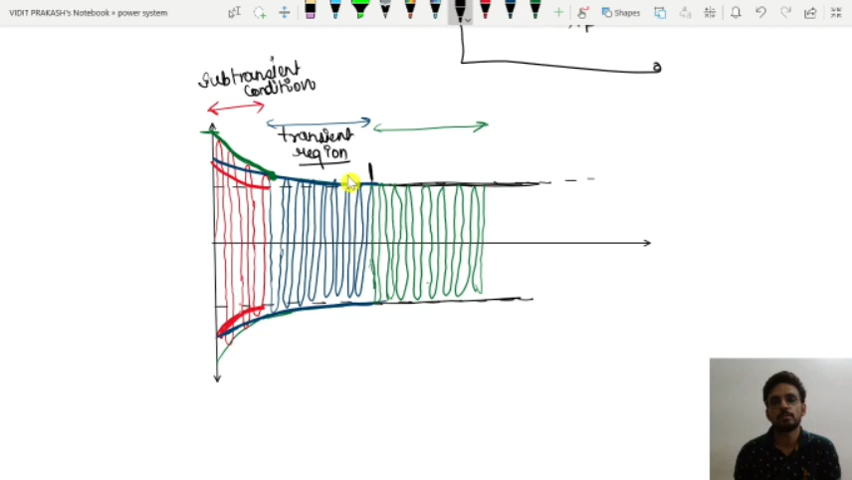 VIDIT PRAKASH's Notebook » power system
Shapes
Subtransient
condition
transient
region